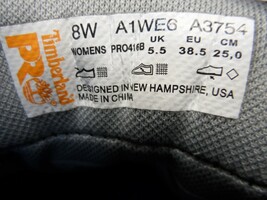 Timberland
PRO
8W A1WE6 A3754
UK EU CM
WOMENS PRO416B 5.5 38.5 25,0
DESIGNED IN NEW HAMPSHIRE, USA
MADE IN CHIM